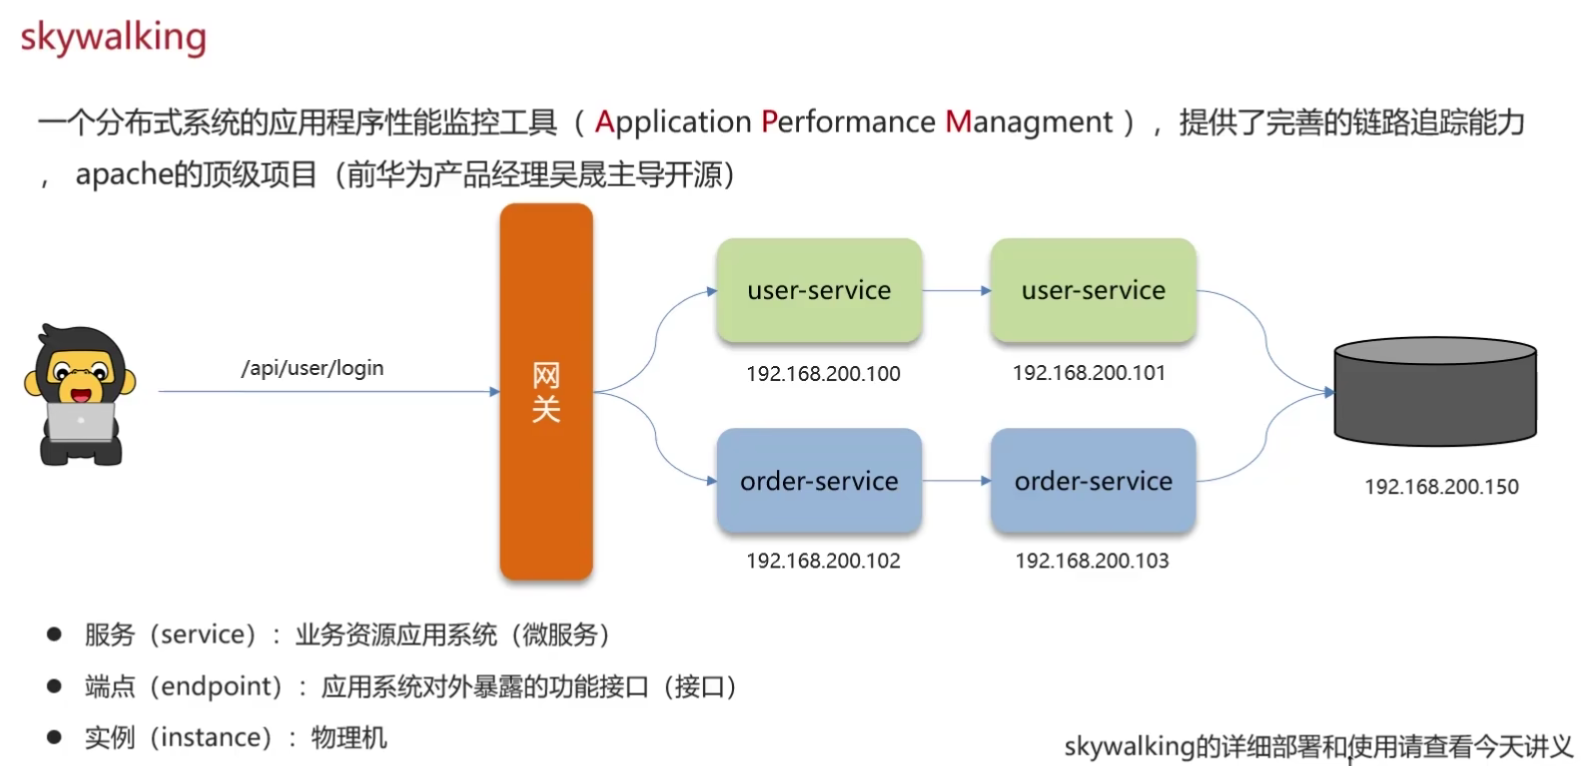 skywalking
一个分布式系统的应用程序性能监控工具（ Application Performance Managment ），提供了完善的链路追踪能力
， apache的顶级项目（前华为产品经理吴晟主导开源）
/api/user/login
网
关
user-service
192.168.200.100
user-service
192.168.200.101
order-service
192.168.200.102
order-service
192.168.200.103
192.168.200.150
● 服务（service）：业务资源应用系统（微服务）
● 端点（endpoint）：应用系统对外暴露的功能接口（接口）
● 实例（instance）：物理机
skywalking的详细部署和使用请查看今天讲义